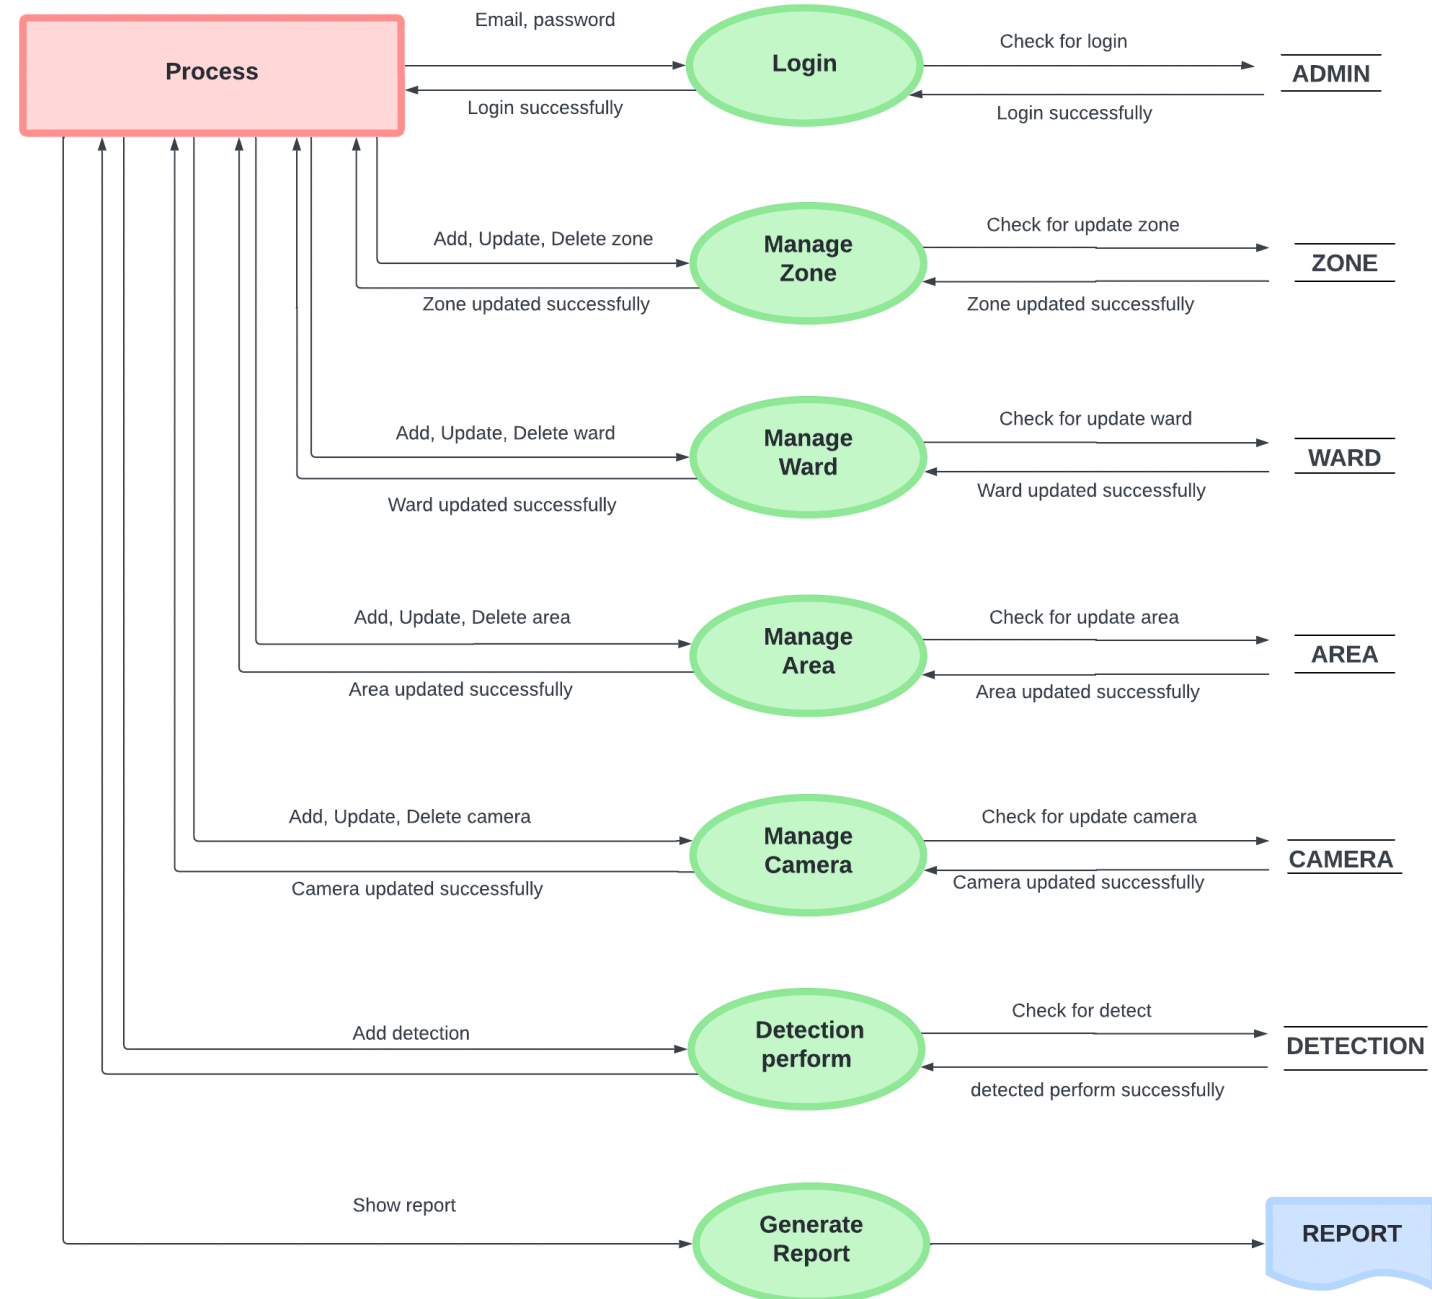 Email, password
Process
Login
Check for login
ADMIN
Login successfully
Login successfully
Add, Update, Delete zone
Manage
Zone
Check for update zone
ZONE
Zone updated successfully
Zone updated successfully
Add, Update, Delete ward
Manage
Ward
Check for update ward
WARD
Ward updated successfully
Ward updated successfully
Add, Update, Delete area
Manage
Area
Check for update area
AREA
Area updated successfully
Area updated successfully
Add, Update, Delete camera
Manage
Camera
Check for update camera
CAMERA
Camera updated successfully
Camera updated successfully
Add detection
Detection
perform
Check for detect
DETECTION
detected perform successfully
Show report
Generate
Report
REPORT